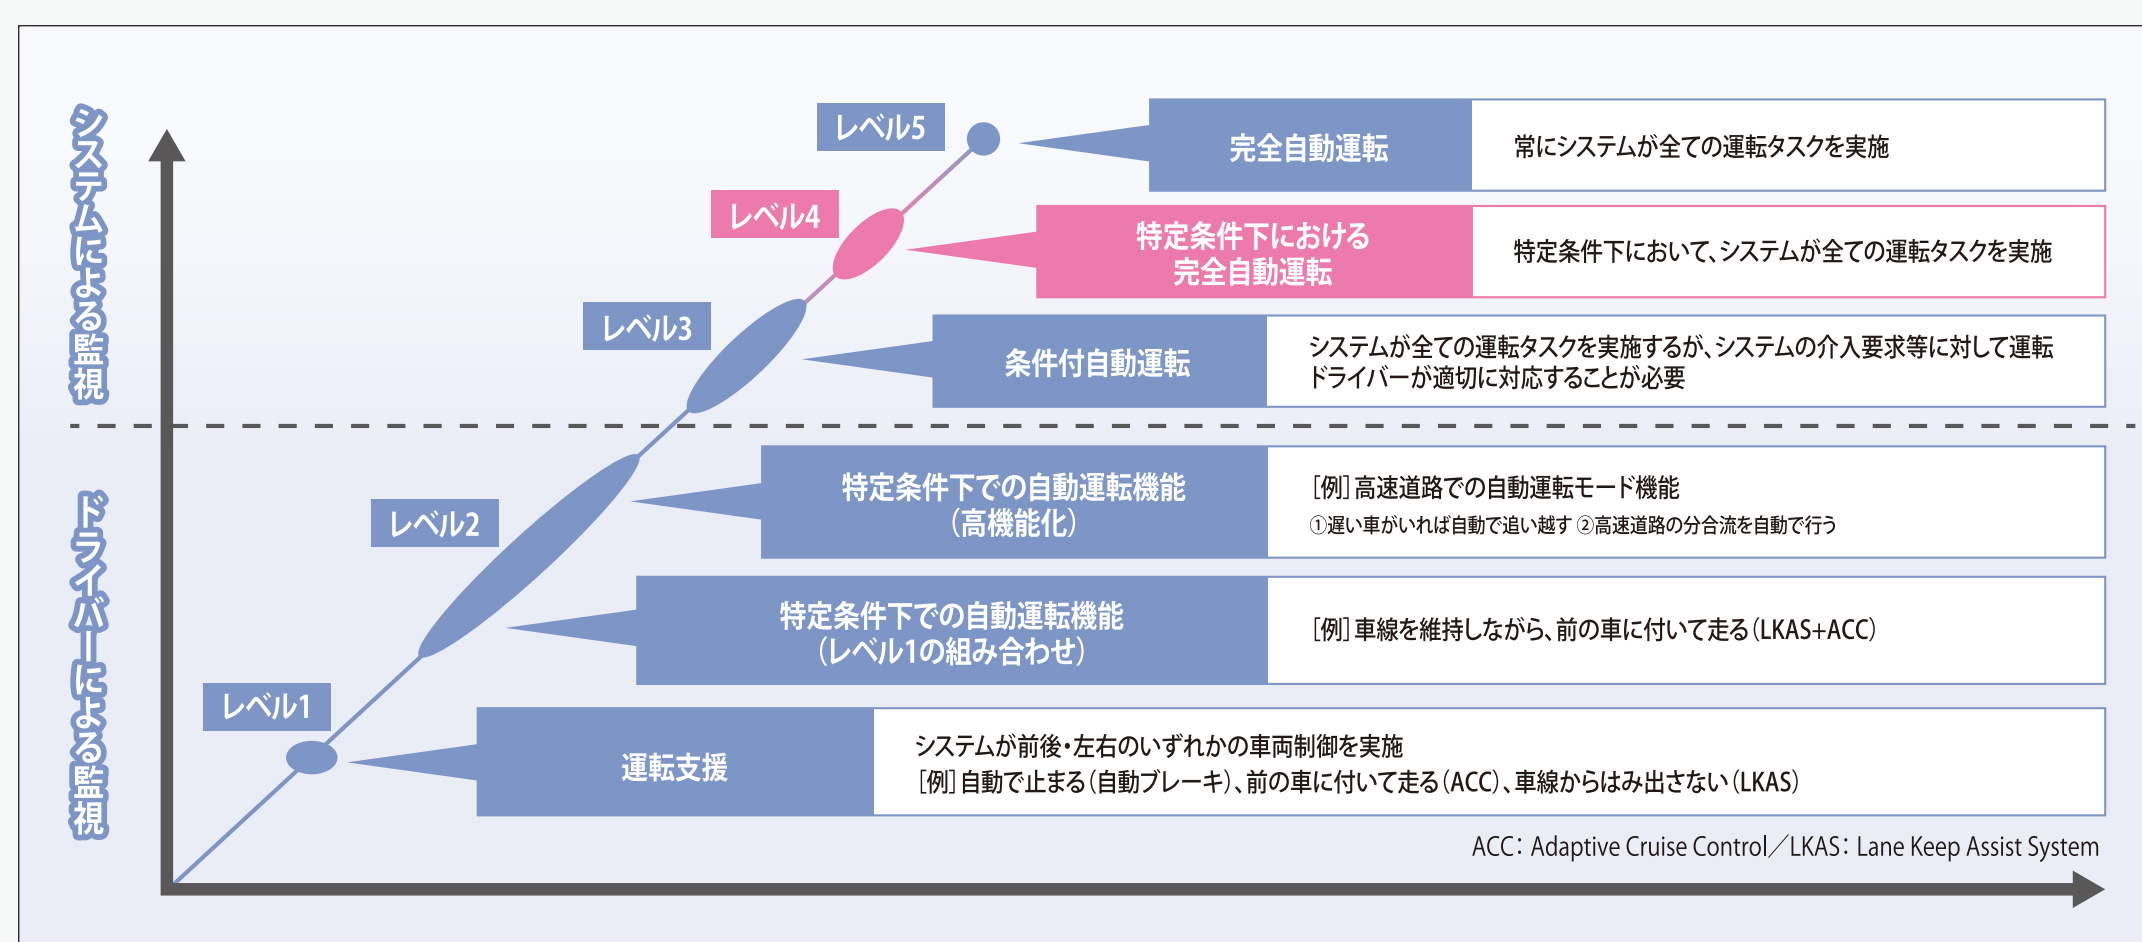 システムによる監視
レベル5
完全自動運転
常にシステムが全ての運転タスクを実施
レベル4
特定条件下における
完全自動運転
特定条件下において、システムが全ての運転タスクを実施
レベル3
条件付自動運転
システムが全ての運転タスクを実施するが、システムの介入要求等に対して運転
ドライバーが適切に対応することが必要
ドライバーによる監視
レベル2
特定条件下での自動運転機能
（高機能化）
［例］高速道路での自動運転モード機能
①遅い車がいれば自動で追い越す ②高速道路の分合流を自動で行う
特定条件下での自動運転機能
（レベル1の組み合わせ）
［例］車線を維持しながら、前の車に付いて走る（LKAS+ACC）
レベル1
運転支援
システムが前後・左右のいずれかの車両制御を実施
［例］自動で止まる（自動ブレーキ）、前の車に付いて走る（ACC）、車線からはみ出さない（LKAS）
ACC： Adaptive Cruise Control／LKAS： Lane Keep Assist System